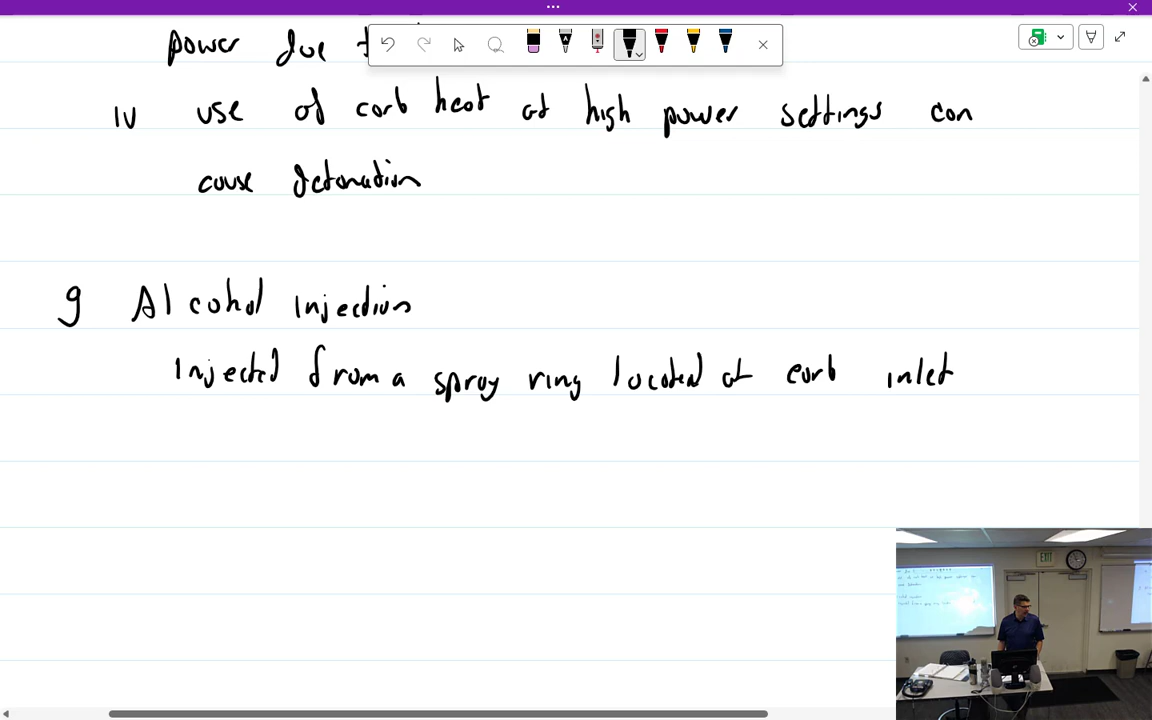 power due
iv use of carb heat at high power settings can
cause detonation
g Alcohol Injection
Injected from a spray ring located at carb inlet
EXIT